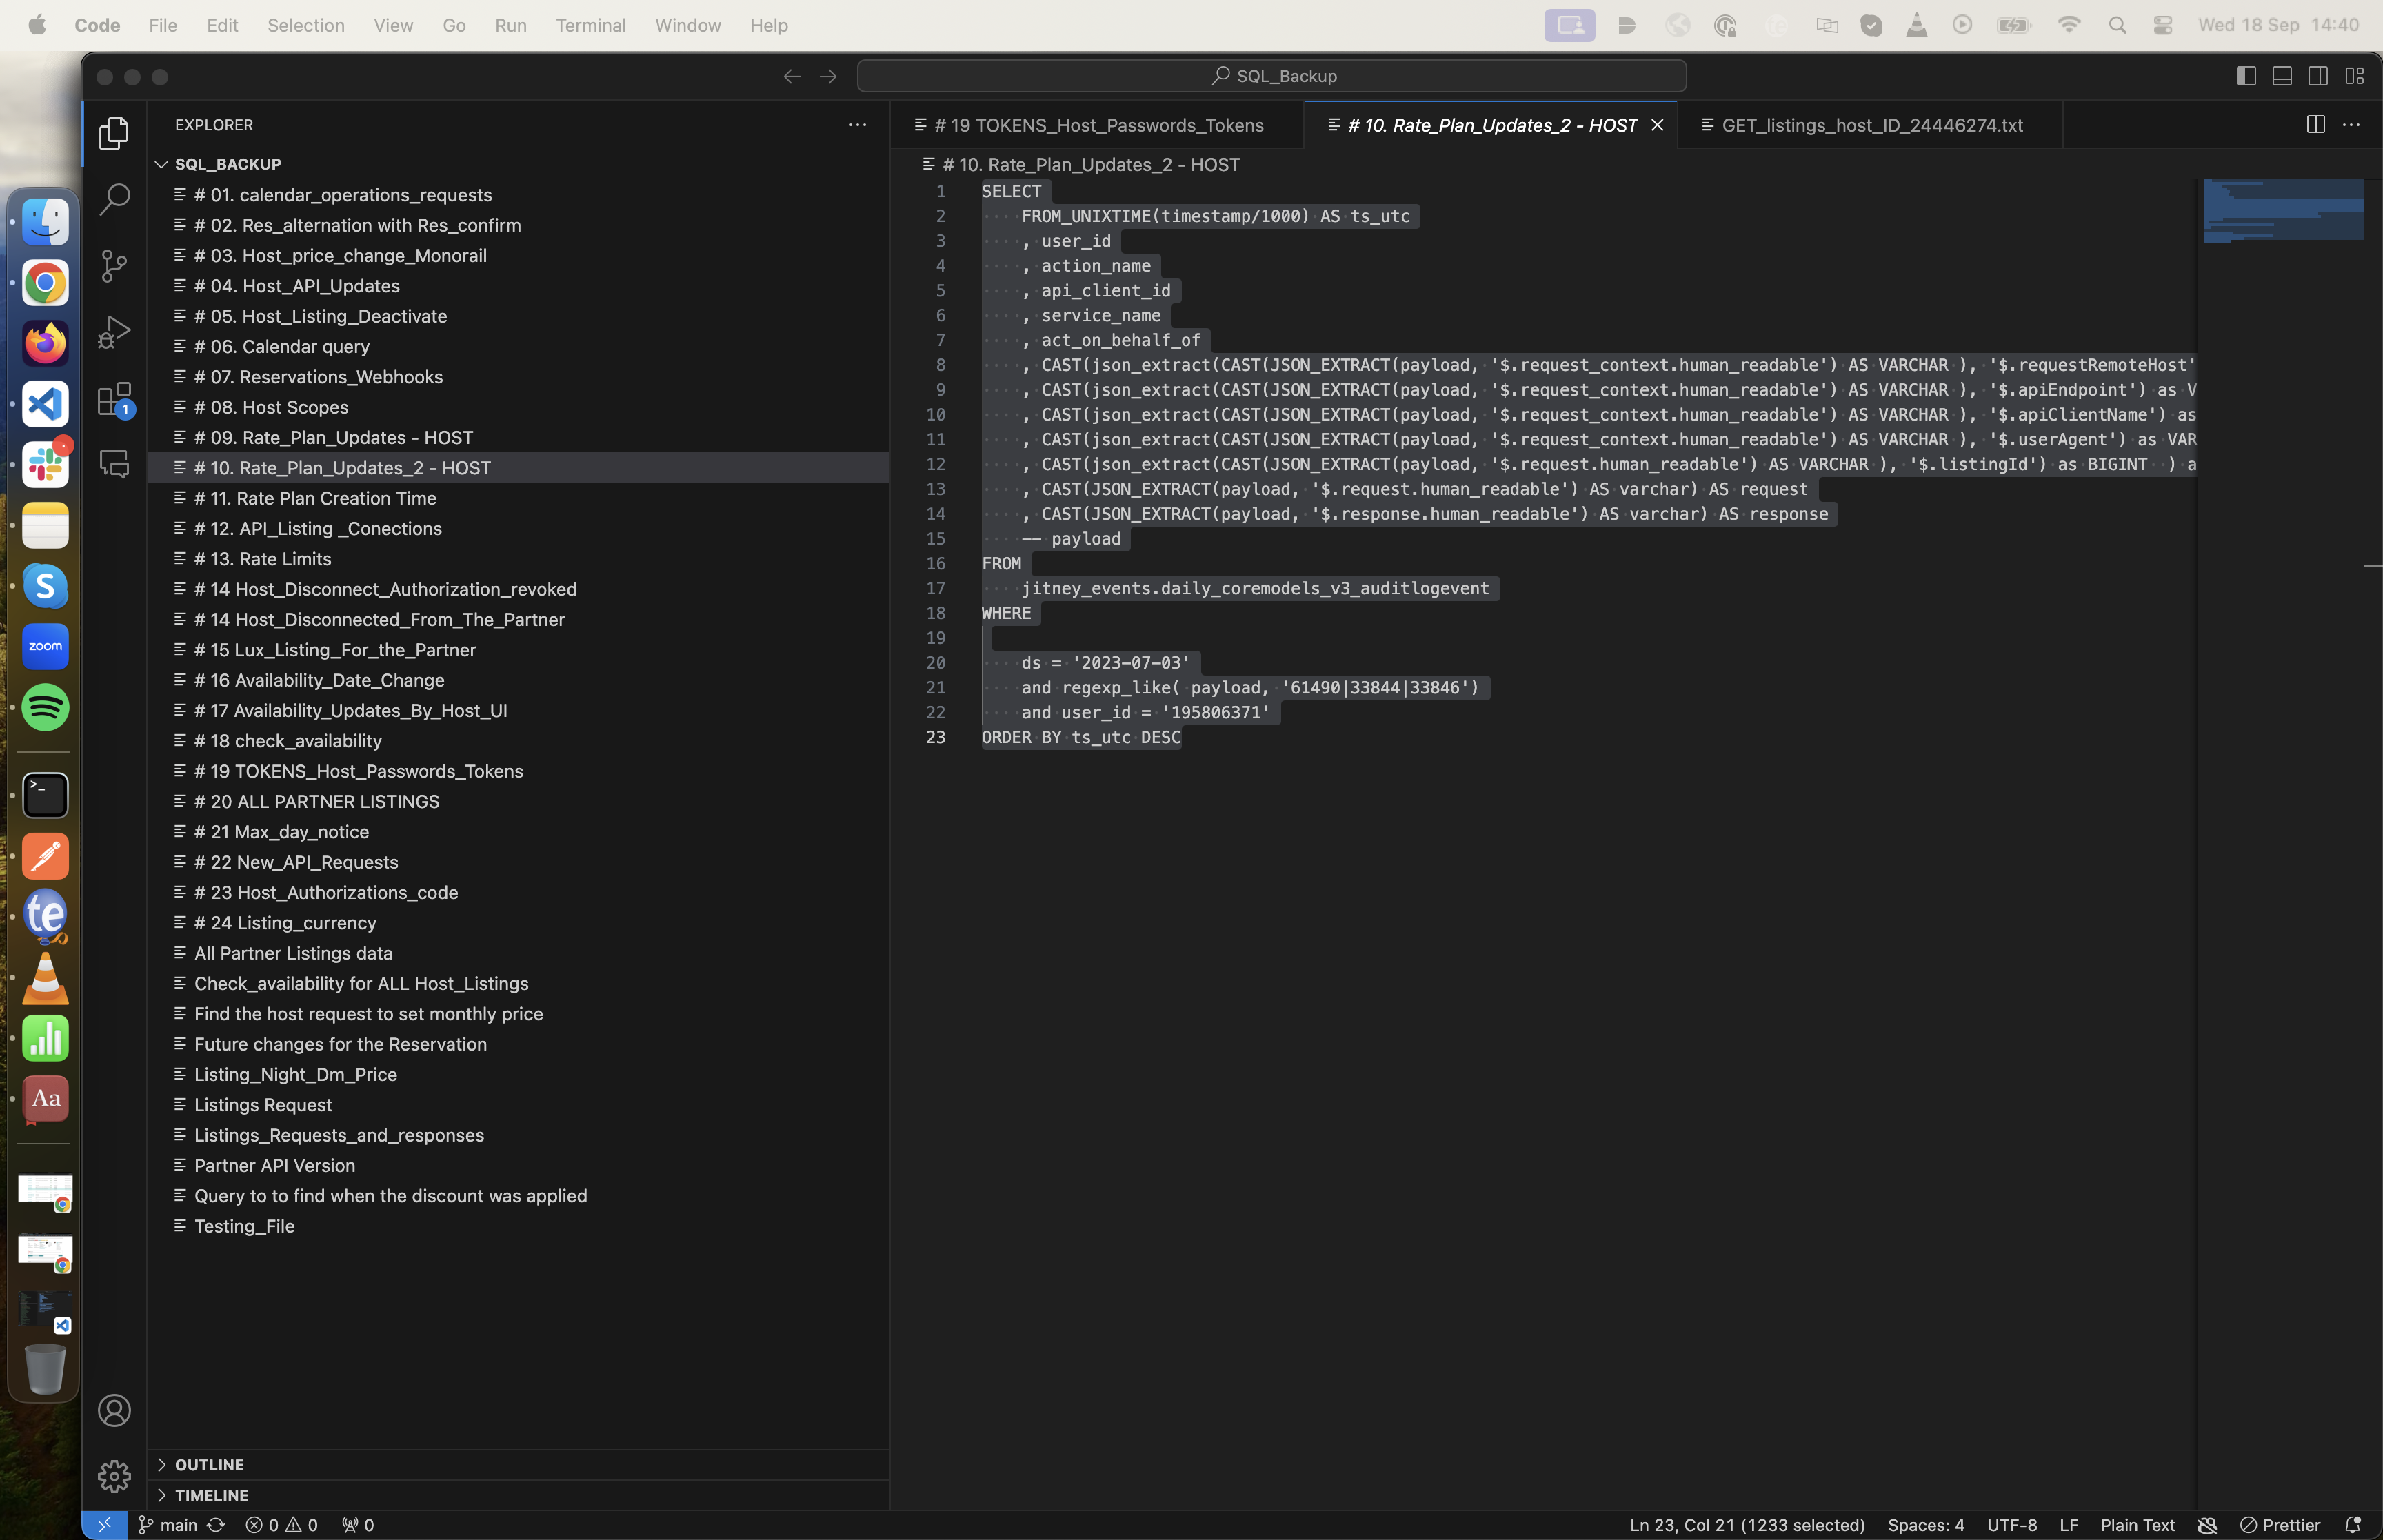 Code File Edit Selection View Go Run Terminal Window Help Wed 18 Sep 14:40
SQL_Backup
EXPLORER
SQL_BACKUP
# 01. calendar_operations_requests
# 02. Res_alternation with Res_confirm
# 03. Host_price_change_Monorail
# 04. Host_API_Updates
# 05. Host_Listing_Deactivate
# 06. Calendar query
# 07. Reservations_Webhooks
# 08. Host Scopes
# 09. Rate_Plan_Updates - HOST
# 10. Rate_Plan_Updates_2 - HOST
# 11. Rate Plan Creation Time
# 12. API_Listing _Conections
# 13. Rate Limits
# 14 Host_Disconnect_Authorization_revoked
# 14 Host_Disconnected_From_The_Partner
# 15 Lux_Listing_For_the_Partner
# 16 Availability_Date_Change
# 17 Availability_Updates_By_Host_UI
# 18 check_availability
# 19 TOKENS_Host_Passwords_Tokens
# 20 ALL PARTNER LISTINGS
# 21 Max_day_notice
# 22 New_API_Requests
# 23 Host_Authorizations_code
# 24 Listing_currency
All Partner Listings data
Check_availability for ALL Host_Listings
Find the host request to set monthly price
Future changes for the Reservation
Listing_Night_Dm_Price
Listings Request
Listings_Requests_and_responses
Partner API Version
Query to to find when the discount was applied
Testing_File
OUTLINE
TIMELINE
# 19 TOKENS_Host_Passwords_Tokens
# 10. Rate_Plan_Updates_2 - HOST
GET_listings_host_ID_24446274.txt
# 10. Rate_Plan_Updates_2 - HOST
1 SELECT
2 FROM_UNIXTIME(timestamp/1000) AS ts_utc
3 , user_id
4 , action_name
5 , api_client_id
6 , service_name
7 , act_on_behalf_of
8 , CAST(json_extract(CAST(JSON_EXTRACT(payload, '$.request_context.human_readable') AS VARCHAR ), '$.requestRemoteHost'
9 , CAST(json_extract(CAST(JSON_EXTRACT(payload, '$.request_context.human_readable') AS VARCHAR ), '$.apiEndpoint') as V
10 , CAST(json_extract(CAST(JSON_EXTRACT(payload, '$.request_context.human_readable') AS VARCHAR ), '$.apiClientName') as
11 , CAST(json_extract(CAST(JSON_EXTRACT(payload, '$.request_context.human_readable') AS VARCHAR ), '$.userAgent') as VAR
12 , CAST(json_extract(CAST(JSON_EXTRACT(payload, '$.request.human_readable') AS VARCHAR ), '$.listingId') as BIGINT  ) a
13 , CAST(JSON_EXTRACT(payload, '$.request.human_readable') AS varchar) AS request
14 , CAST(JSON_EXTRACT(payload, '$.response.human_readable') AS varchar) AS response
15 -- payload
16 FROM
17 jitney_events.daily_coremodels_v3_auditlogevent
18 WHERE
19
20 ds = '2023-07-03'
21 and regexp_like( payload, '61490|33844|33846')
22 and user_id = '195806371'
23 ORDER BY ts_utc DESC
1
S
zoom
>_
te
Aa
main 0 0 0
Ln 23, Col 21 (1233 selected) Spaces: 4 UTF-8 LF Plain Text Prettier